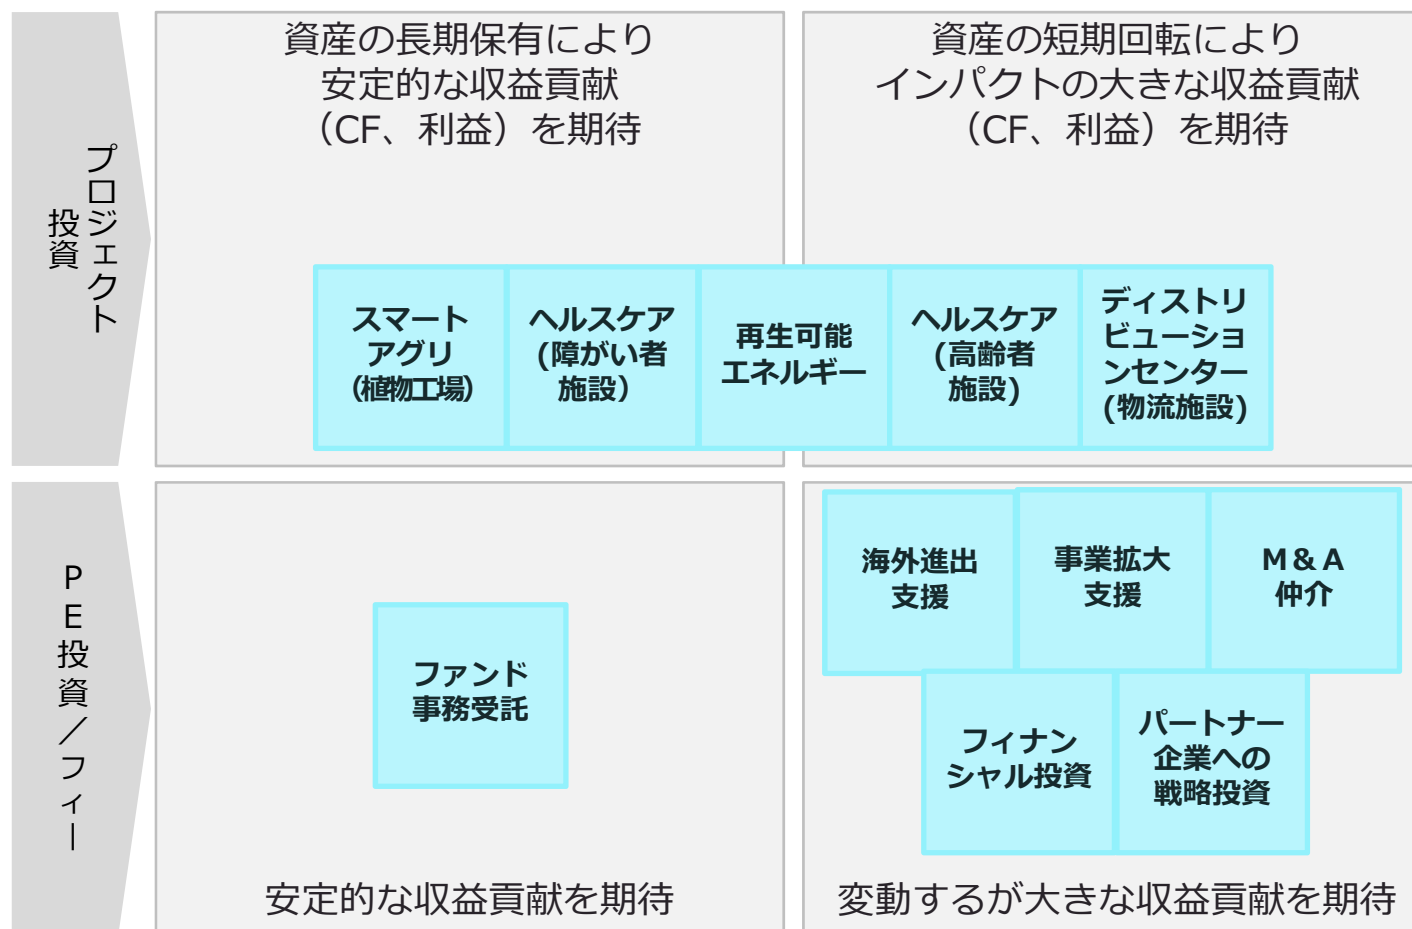 プロジェクト
投資
資産の長期保有により
安定的な収益貢献
（CF、利益）を期待
資産の短期回転により
インパクトの大きな収益貢献
（CF、利益）を期待
スマート
アグリ
（植物工場）
ヘルスケア
(障がい者
施設）
再生可能
エネルギー
ヘルスケア
(高齢者
施設)
ディストリ
ビューショ
ンセンター
(物流施設)
PE投資／フィー
ファンド
事務受託
安定的な収益貢献を期待
海外進出
支援
事業拡大
支援
Ｍ＆Ａ
仲介
フィナン
シャル投資
パートナー
企業への
戦略投資
変動するが大きな収益貢献を期待